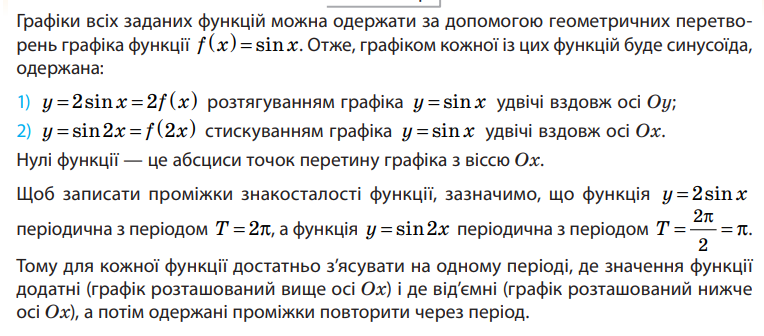 Графіки всіх заданих функцій можна одержати за допомогою геометричних перетво-
рень графіка функції f(x)=sin x. Отже, графіком кожної із цих функцій буде синусоїда,
одержана:
1) y=2sin x=2f(x) розтягуванням графіка y=sin x удвічі вздовж осі Oy;
2) y=sin2x=f(2x) стискуванням графіка y=sin x удвічі вздовж осі Ox.
Нулі функції — це абсциси точок перетину графіка з віссю Ox.
Щоб записати проміжки знакосталості функції, зазначимо, що функція y=2sin x
періодична з періодом T=2π, а функція y=sin2x періодична з періодом T=2π/2=π.
Тому для кожної функції достатньо з’ясувати на одному періоді, де значення функції
додатні (графік розташований вище осі Ox) і де від’ємні (графік розташований нижче
осі Ox), а потім одержані проміжки повторити через період.